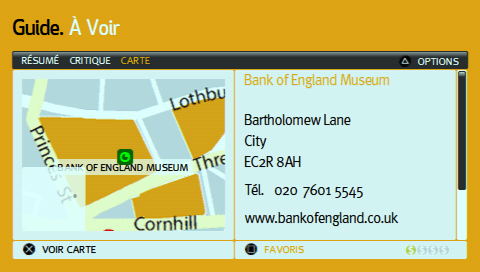 Guide. À Voir
RÉSUMÉ CRITIQUE CARTE OPTIONS
Bank of England Museum
Lothbu
Bartholomew Lane
City
EC2R 8AH
Princes St
Thre
BANK OF ENGLAND MUSEUM
Tél. 020 7601 5545
www.bankofengland.co.uk
Cornhill
VOIR CARTE
FAVORIS